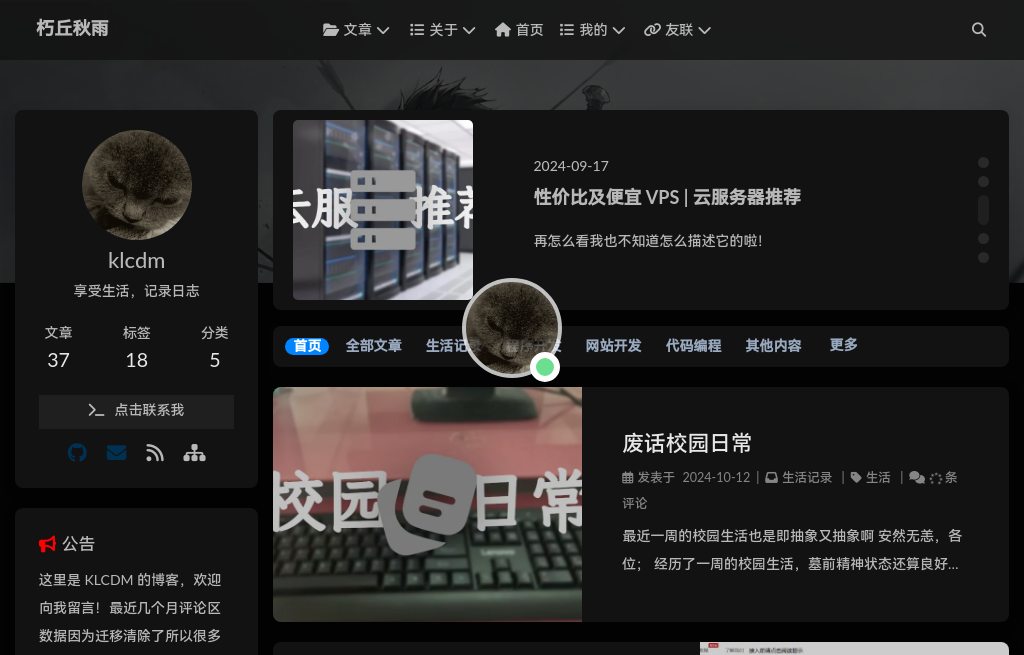 朽丘秋雨
文章 关于 首页 我的 友联
klcdm
享受生活，记录日志
文章 标签 分类
37 18 5
点击联系我
公告
这里是 KLCDM 的博客，欢迎
向我留言！最近几个月评论区
数据因为迁移清除了所以很多
云服 推荐
2024-09-17
性价比及便宜 VPS | 云服务器推荐
再怎么看我也不知道怎么描述它的啦！
首页 全部文章 生活记录 程序开发 网站开发 代码编程 其他内容 更多
校园 日常
Lenovo
废话校园日常
发表于 2024-10-12 | 生活记录 | 生活 | 条
评论
最近一周的校园生活也是即抽象又抽象啊 安然无恙，各
位； 经历了一周的校园生活，墓前精神状态还算良好...